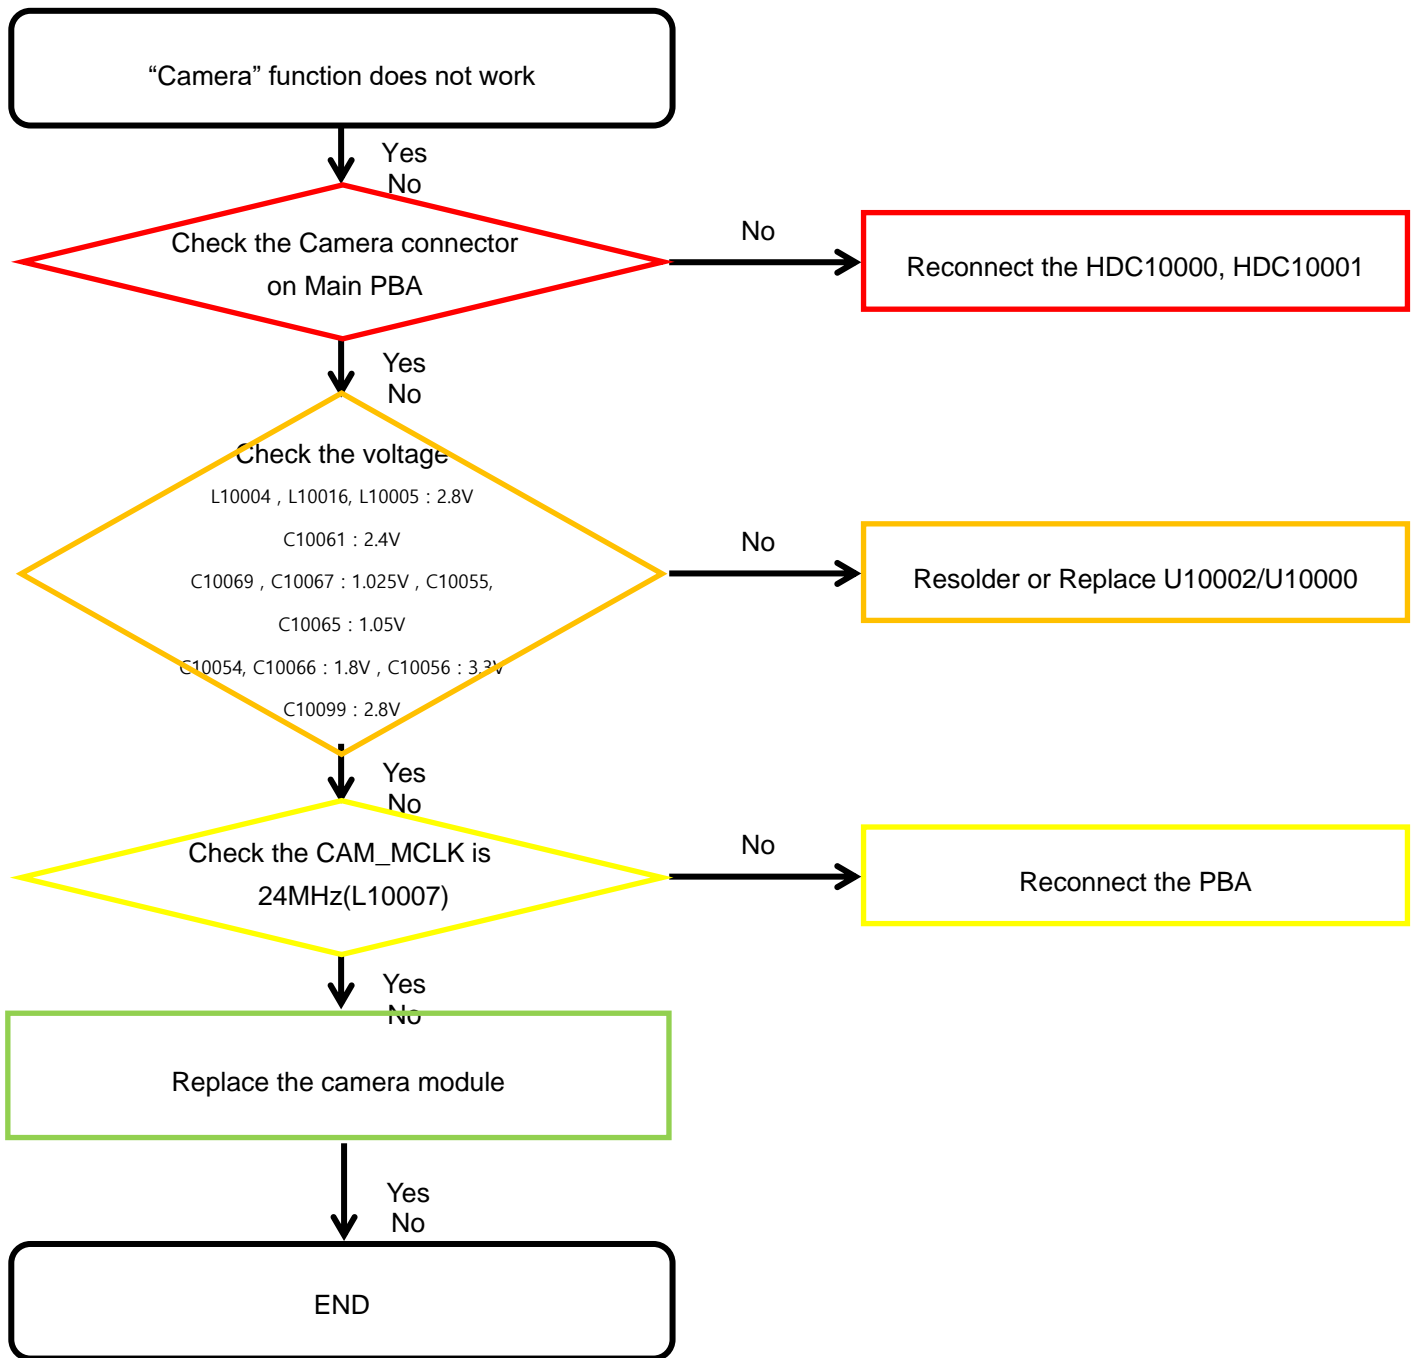 “Camera” function does not work
Yes
No
Check the Camera connector
on Main PBA
No
Reconnect the HDC10000, HDC10001
Yes
No
Check the voltage
L10004 , L10016, L10005 : 2.8V
C10061 : 2.4V
C10069 , C10067 : 1.025V , C10055,
C10065 : 1.05V
C10054, C10066 : 1.8V , C10056 : 3.3V
C10099 : 2.8V
No
Resolder or Replace U10002/U10000
Yes
No
Check the CAM_MCLK is
24MHz(L10007)
No
Reconnect the PBA
Yes
No
Replace the camera module
Yes
No
END